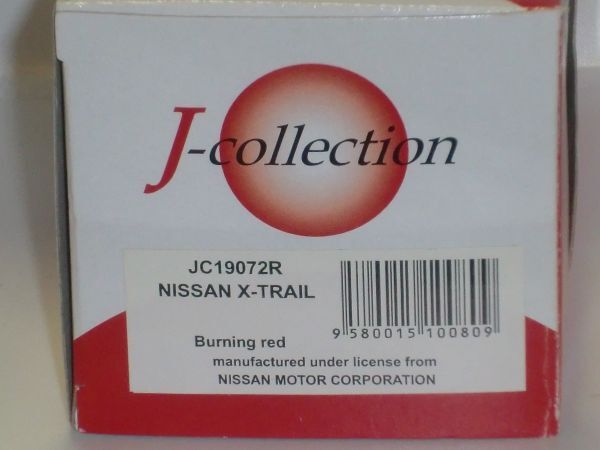 J-collection
JC19072R
NISSAN X-TRAIL
9 580015 100809
Burning red
manufactured under license from
NISSAN MOTOR CORPORATION